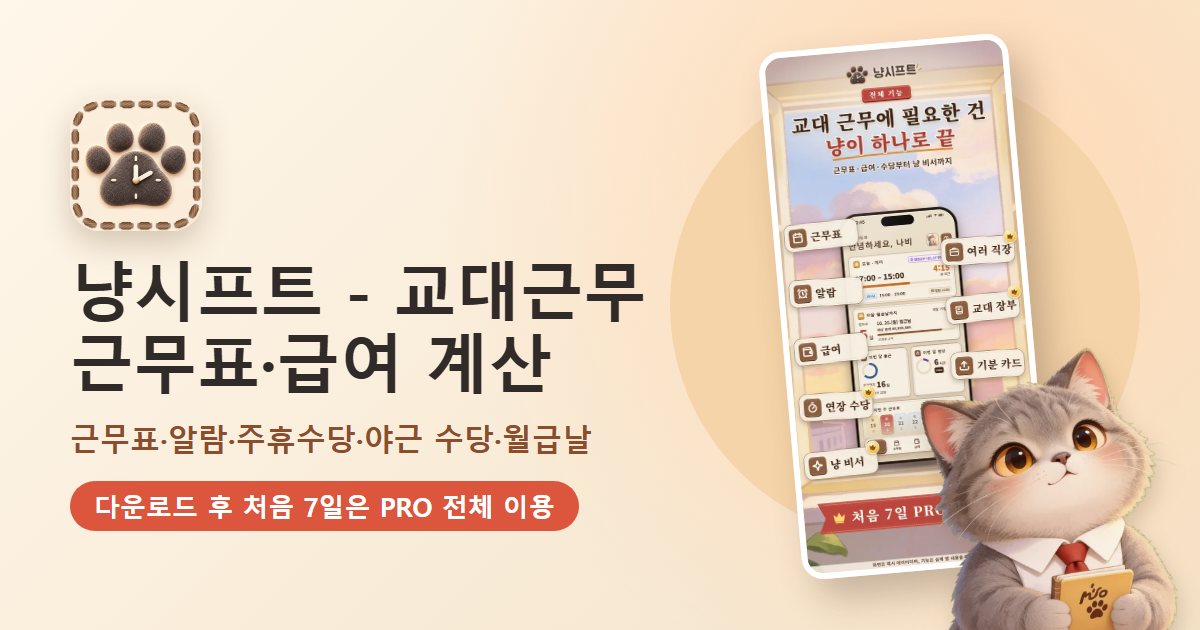 냥시프트 - 교대근무
근무표·급여 계산
근무표·알람·주휴수당·야근 수당·월급날
다운로드 후 처음 7일은 PRO 전체 이용
냥시프트
전체 기능
교대 근무에 필요한 건
냥이 하나로 끝
근무표·급여·수당부터 냥 비서까지
근무표
알람
급여
연장 수당
냥 비서
안녕하세요, 나비
7:00 – 15:00
4:15
여러 직장
교대 장부
기분 카드
처음 7일 PRO
Miso